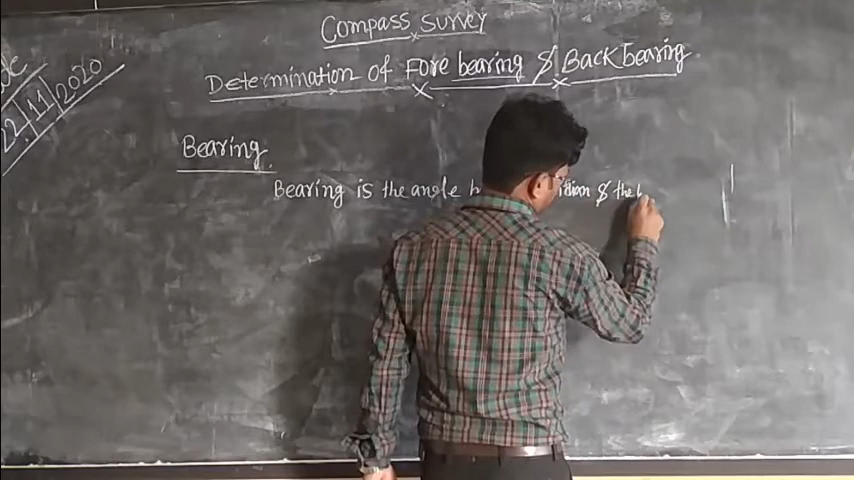 Compass Survey
Determination of Fore bearing & Back bearing.
22/11/2020
Bearing.
Bearing is the angle & the